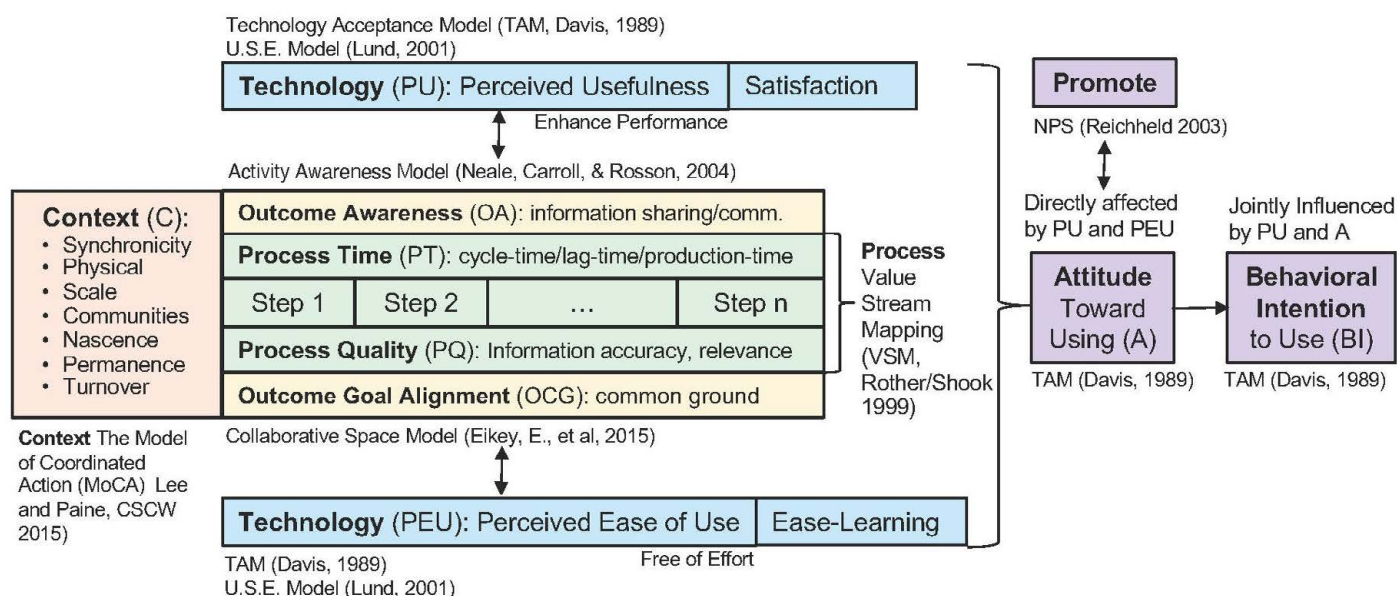 Technology Acceptance Model (TAM, Davis, 1989)
U.S.E. Model (Lund, 2001)
Technology (PU): Perceived Usefulness
Satisfaction
Enhance Performance
Activity Awareness Model (Neale, Carroll, & Rosson, 2004)
Context (C):
• Synchronicity
• Physical
• Scale
• Communities
• Nascence
• Permanence
• Turnover
Outcome Awareness (OA): information sharing/comm.
Process Time (PT): cycle-time/lag-time/production-time
Step 1
Step 2
…
Step n
Process Quality (PQ): Information accuracy, relevance
Outcome Goal Alignment (OCG): common ground
Collaborative Space Model (Eikey, E., et al, 2015)
Context The Model
of Coordinated
Action (MoCA) Lee
and Paine, CSCW
2015)
Technology (PEU): Perceived Ease of Use
Ease-Learning
Free of Effort
TAM (Davis, 1989)
U.S.E. Model (Lund, 2001)
Process
Value
Stream
Mapping
(VSM,
Rother/Shook
1999)
Promote
NPS (Reichheld 2003)
Directly affected
by PU and PEU
Attitude
Toward
Using (A)
TAM (Davis, 1989)
Jointly Influenced
by PU and A
Behavioral
Intention
to Use (BI)
TAM (Davis, 1989)